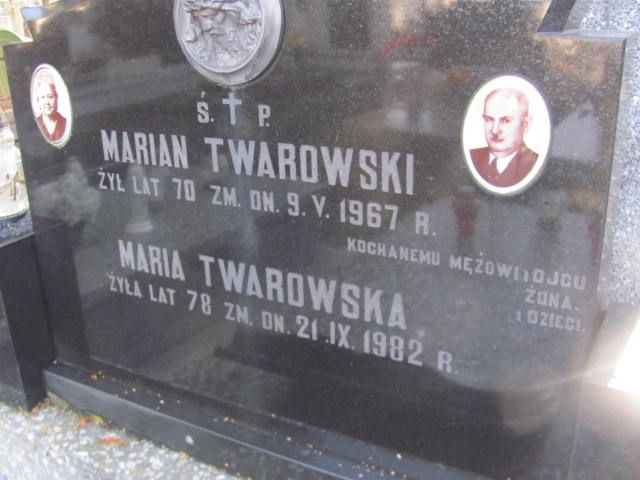 Ś. ✝ P.
MARIAN TWAROWSKI
ŻYŁ LAT 70 ZM. DN. 9. V. 1967 R.
KOCHANEMU MĘŻOWI I OJCU
ŻONA.
I DZIECI.
MARIA TWAROWSKA
ŻYŁA LAT 78 ZM. DN. 21.IX. 1982 R.